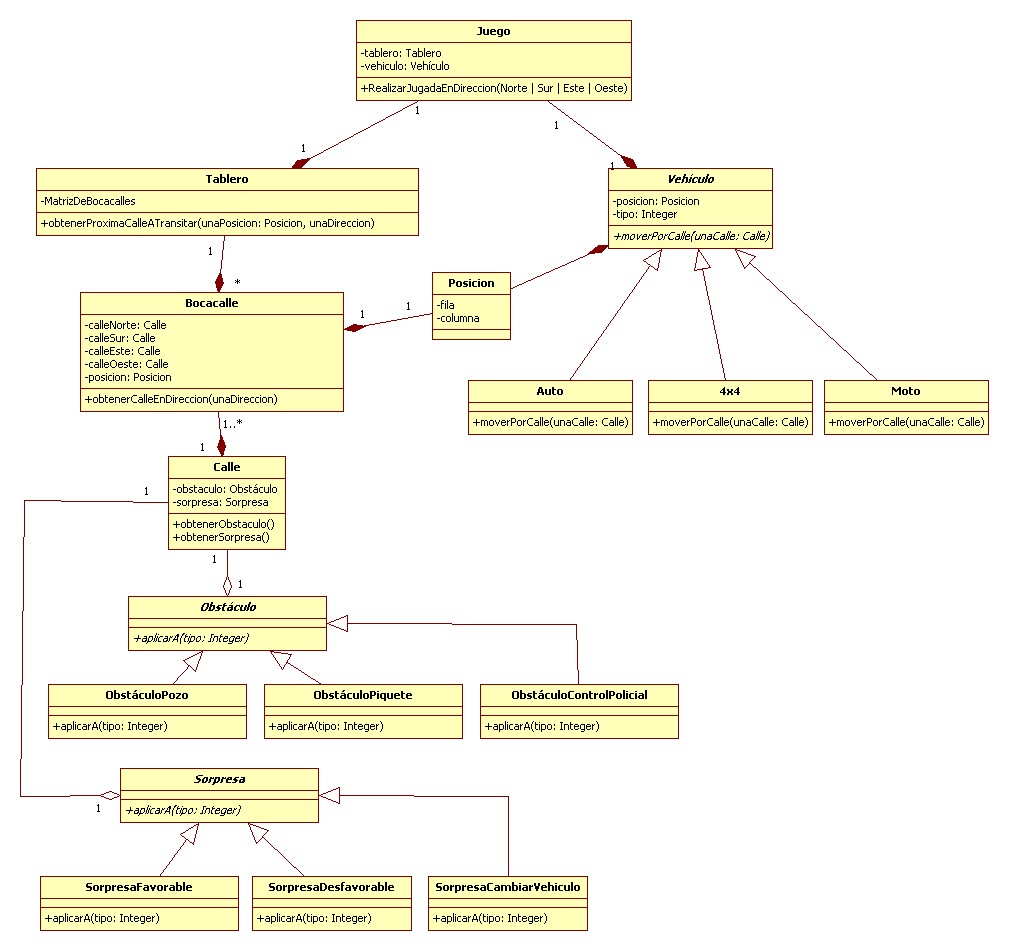 Juego
-tablero: Tablero
-vehiculo: Vehículo
+RealizarJugadaEnDireccion(Norte | Sur | Este | Oeste)
1
1
1
1
Tablero
-MatrizDeBocacalles
+obtenerProximaCalleATransitar(unaPosicion: Posicion, unaDireccion)
Vehículo
-posicion: Posicion
-tipo: Integer
+moverPorCalle(unaCalle: Calle)
1
*
Posicion
-fila
-columna
Bocacalle
-calleNorte: Calle
-calleSur: Calle
-calleEste: Calle
-calleOeste: Calle
-posicion: Posicion
+obtenerCalleEnDireccion(unaDireccion)
1
1
Auto
+moverPorCalle(unaCalle: Calle)
4x4
+moverPorCalle(unaCalle: Calle)
Moto
+moverPorCalle(unaCalle: Calle)
1..*
1
Calle
-obstaculo: Obstáculo
-sorpresa: Sorpresa
+obtenerObstaculo()
+obtenerSorpresa()
1
1
1
Obstáculo
+aplicarA(tipo: Integer)
ObstáculoPozo
+aplicarA(tipo: Integer)
ObstáculoPiquete
+aplicarA(tipo: Integer)
ObstáculoControlPolicial
+aplicarA(tipo: Integer)
Sorpresa
+aplicarA(tipo: Integer)
1
SorpresaFavorable
+aplicarA(tipo: Integer)
SorpresaDesfavorable
+aplicarA(tipo: Integer)
SorpresaCambiarVehiculo
+aplicarA(tipo: Integer)